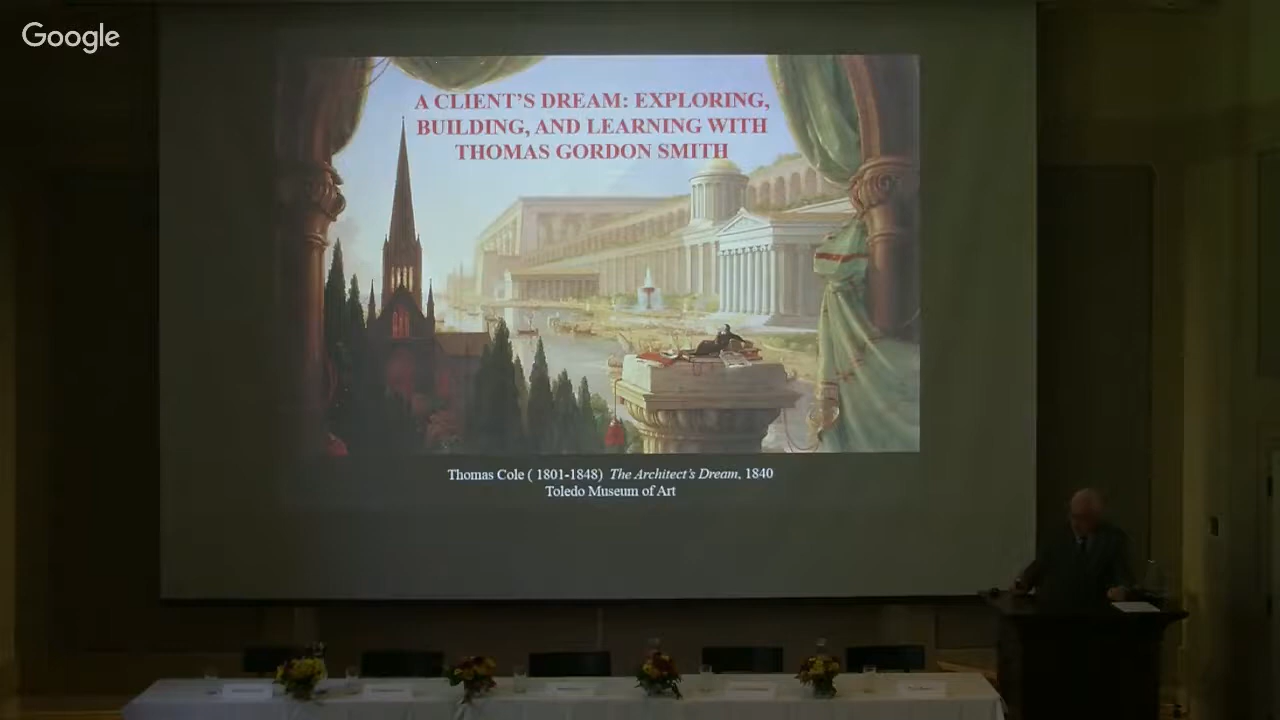 Google
A CLIENT'S DREAM: EXPLORING,
BUILDING, AND LEARNING WITH
THOMAS GORDON SMITH
Thomas Cole ( 1801-1848) The Architect's Dream, 1840
Toledo Museum of Art